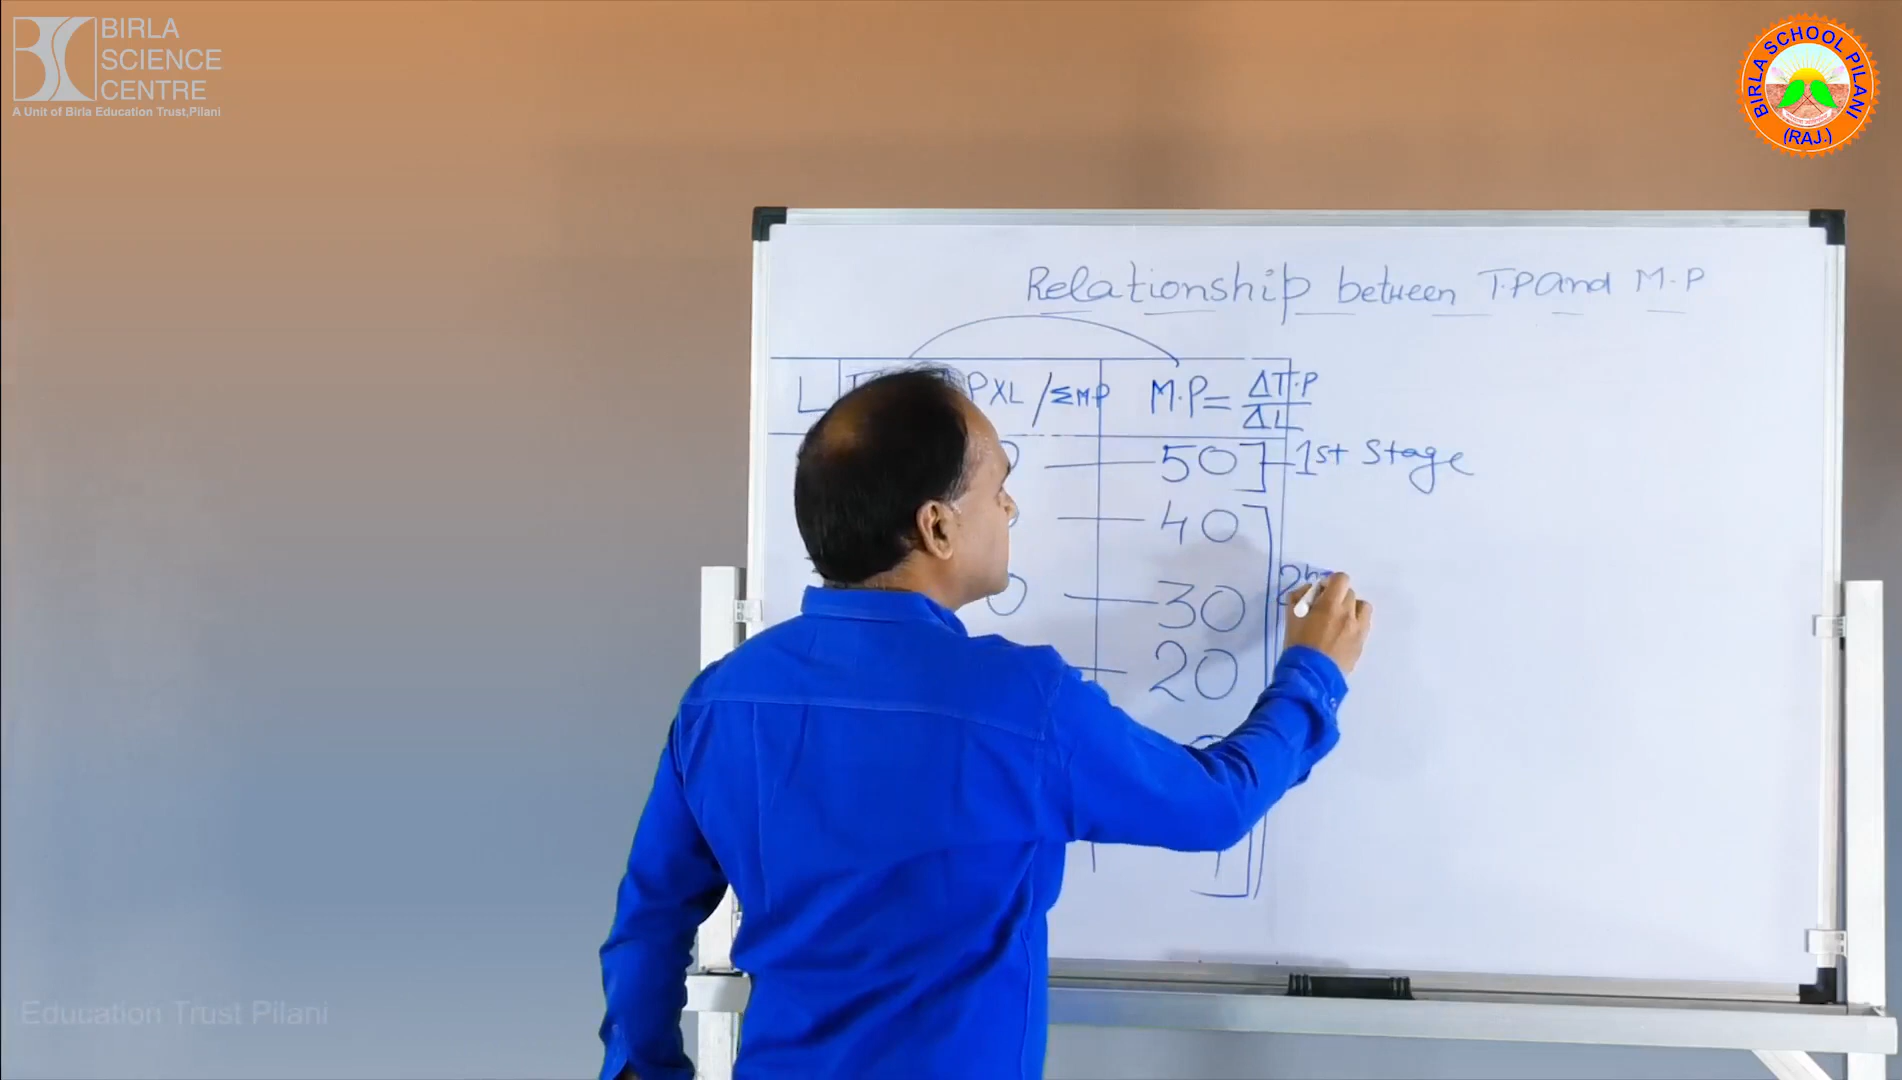 BIRLA
SCIENCE
CENTRE
A Unit of Birla Education Trust,Pilani
BIRLA SCHOOL PILANI
(RAJ.)
Relationship between T.P and M.P
L PXL /ΣMP M.P= ΔT.P
ΔL
50 1st Stage
40
30
20
Education Trust Pilani